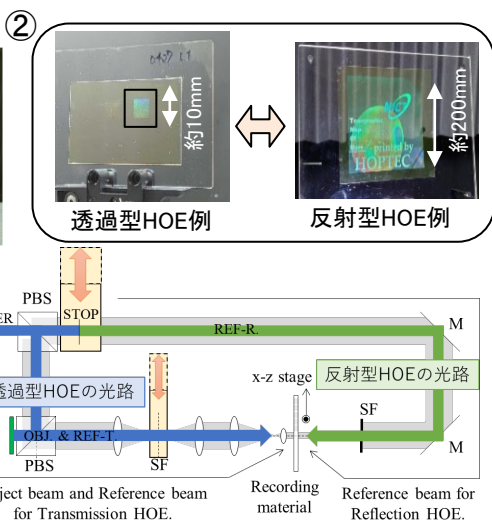 ②
0407 L1
約10mm
約200mm
printed by
HOPTEC
透過型HOE例
反射型HOE例
PBS
ER
STOP
REF-R.
M
透過型HOEの光路
x-z stage
反射型HOEの光路
SF
OBJ. & REF-T.
PBS
SF
M
ject beam and Reference beam
for Transmission HOE.
Recording
material
Reference beam for
Reflection HOE.